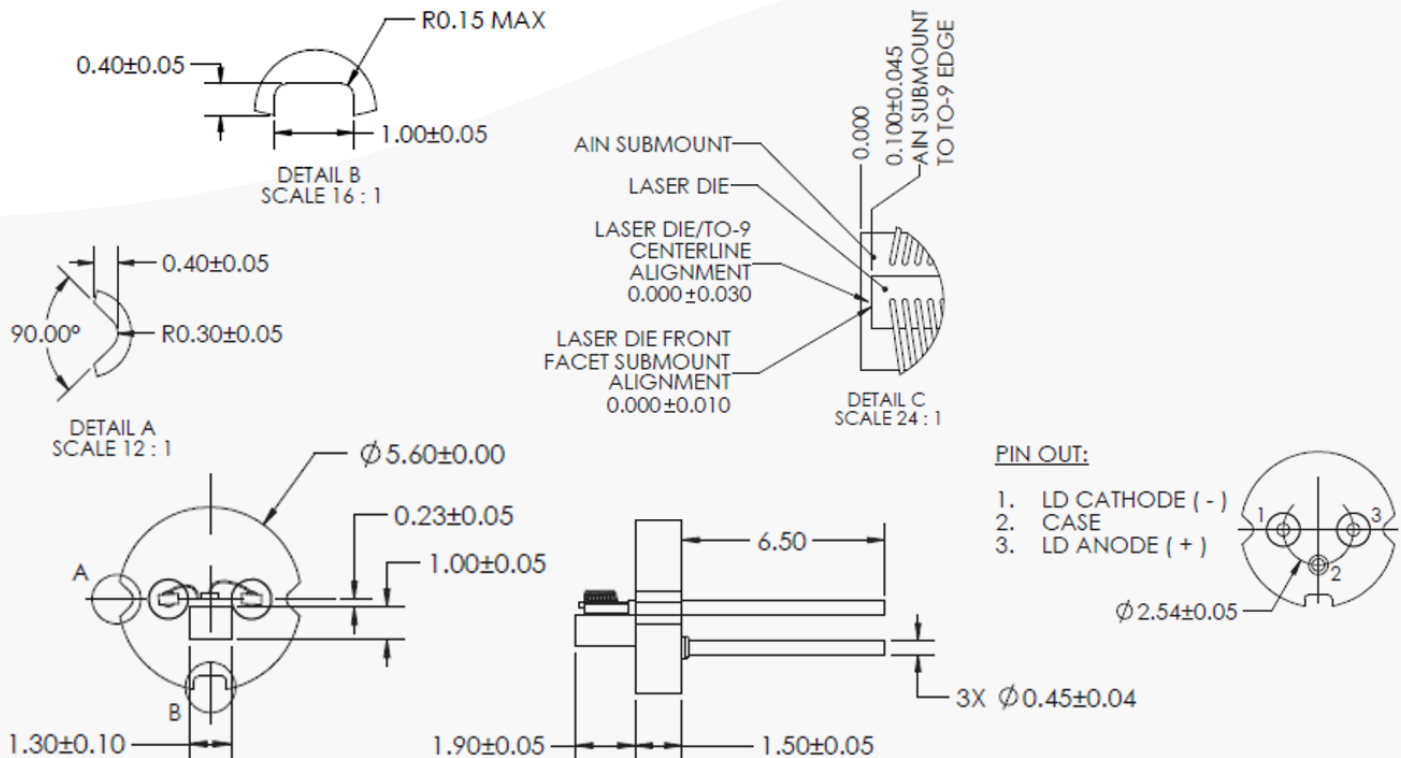 R0.15 MAX
0.40±0.05
1.00±0.05
DETAIL B
SCALE 16 : 1
0.40±0.05
90.00º
R0.30±0.05
DETAIL A
SCALE 12 : 1
0.000
0.100±0.045
AIN SUBMOUNT
TO TO-9 EDGE
AIN SUBMOUNT
LASER DIE
LASER DIE/TO-9
CENTERLINE
ALIGNMENT
0.000±0.030
LASER DIE FRONT
FACET SUBMOUNT
ALIGNMENT
0.000±0.010
DETAIL C
SCALE 24 : 1
∅5.60±0.00
0.23±0.05
1.00±0.05
A
B
1.30±0.10
6.50
3X ∅0.45±0.04
1.90±0.05
1.50±0.05
PIN OUT:
1. LD CATHODE ( - )
2. CASE
3. LD ANODE ( + )
1
3
2
∅2.54±0.05